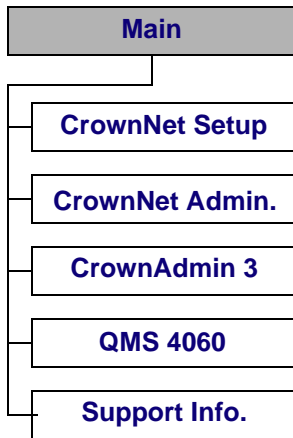 Main
CrownNet Setup
CrownNet Admin.
CrownAdmin 3
QMS 4060
Support Info.